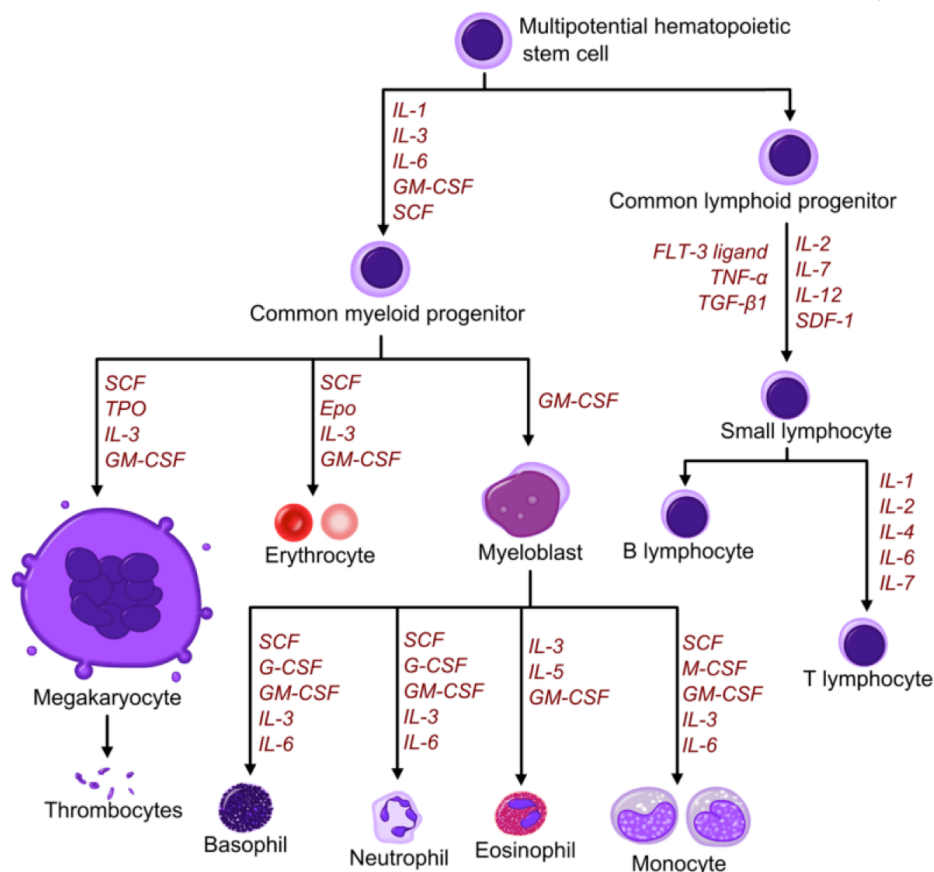 Multipotential hematopoietic
stem cell
IL-1
IL-3
IL-6
GM-CSF
SCF
Common myeloid progenitor
Common lymphoid progenitor
FLT-3 ligand
TNF-α
TGF-β1
IL-2
IL-7
IL-12
SDF-1
Small lymphocyte
SCF
TPO
IL-3
GM-CSF
SCF
Epo
IL-3
GM-CSF
GM-CSF
Megakaryocyte
Thrombocytes
Erythrocyte
Myeloblast
B lymphocyte
IL-1
IL-2
IL-4
IL-6
IL-7
T lymphocyte
SCF
G-CSF
GM-CSF
IL-3
IL-6
Basophil
SCF
G-CSF
GM-CSF
IL-3
IL-6
Neutrophil
IL-3
IL-5
GM-CSF
Eosinophil
SCF
M-CSF
GM-CSF
IL-3
IL-6
Monocyte